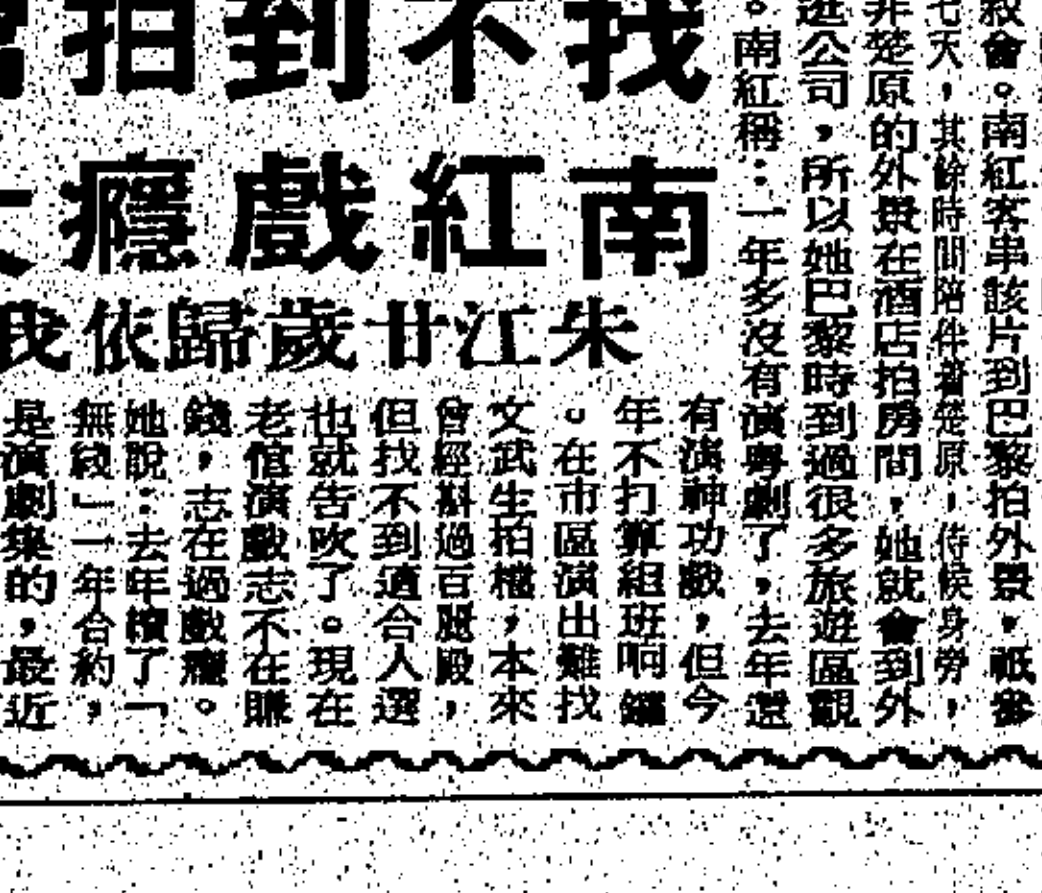 找不到拍
南紅戲癮大
朱江廿歲歸依我
敘會。南紅客串該片到巴黎拍外景，祇參
七天，其餘時間陪伴着楚原，侍候身旁，
非楚原的外景在酒店拍房間，她就會到外
逛公司，所以她巴黎時到過很多旅遊區觀
。南紅稱：一年多沒有演粵劇了，去年還
有演神功戲，但今
年不打算組班响鑼
。在市區演出難找
文武生拍檔，本來
曾經斟過百麗殿，
但找不到適合人選
也就告吹了。現在
老倌演戲志不在賺
錢，志在過戲癮。
她說：去年續了「
無綫」一年合約，
是演劇集的，最近